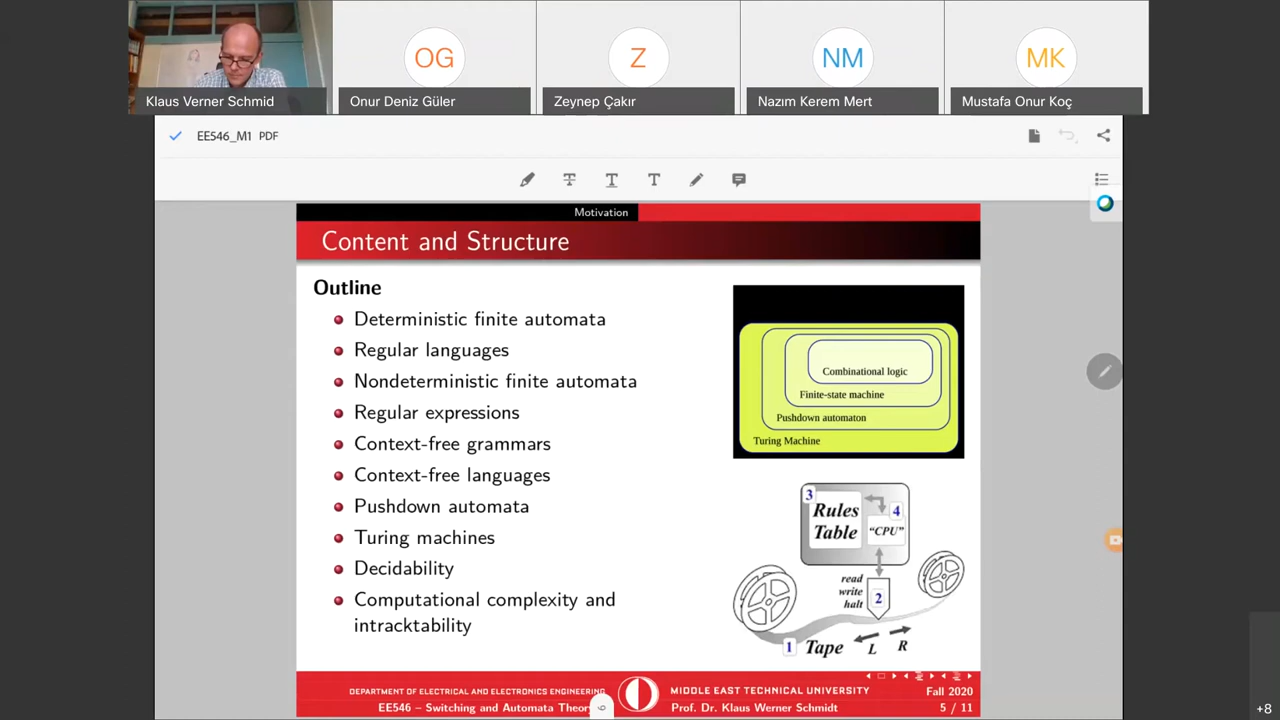 OG
Z
NM
MK
Klaus Verner Schmid
Onur Deniz Güler
Zeynep Çakır
Nazım Kerem Mert
Mustafa Onur Koç
EE546_M1 PDF
Motivation
Content and Structure
Outline
Deterministic finite automata
Regular languages
Nondeterministic finite automata
Regular expressions
Context-free grammars
Context-free languages
Pushdown automata
Turing machines
Decidability
Computational complexity and
intracktability
Combinational logic
Finite-state machine
Pushdown automaton
Turing Machine
3
Rules
Table
4
"CPU"
read
write
halt
2
1 Tape L R
DEPARTMENT OF ELECTRICAL AND ELECTRONICS ENGINEERING
MIDDLE EAST TECHNICAL UNIVERSITY
Fall 2020
EE546 – Switching and Automata Theory
Prof. Dr. Klaus Werner Schmidt
5 / 11
+8